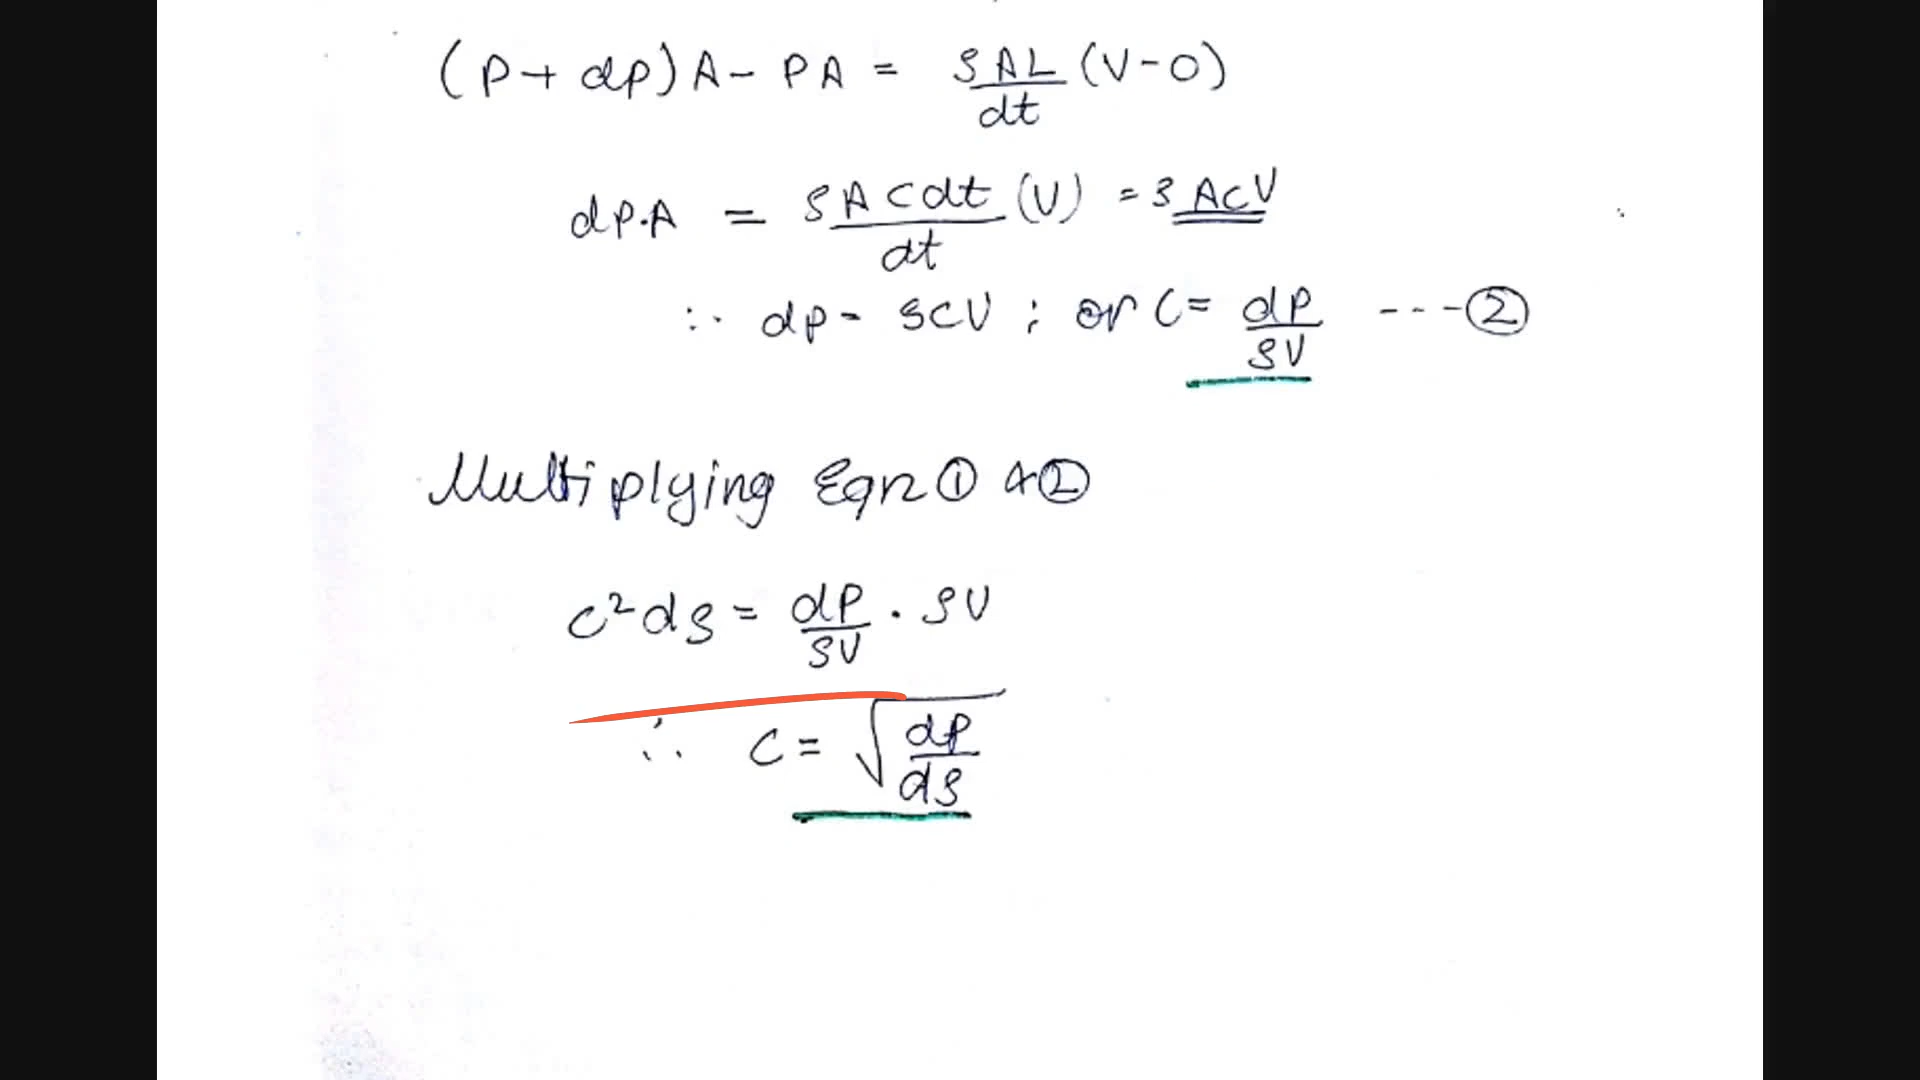 (P + dp)A - PA = ρAL/dt (V-0)
dp.A = ρACdt/dt (V) = ρACV
∴ dp = ρCV ; or C = dp/ρV ---②
Multiplying Eqn ① & ②
C²dρ = dp/ρV . ρV
∴ C = √(dp/dρ)